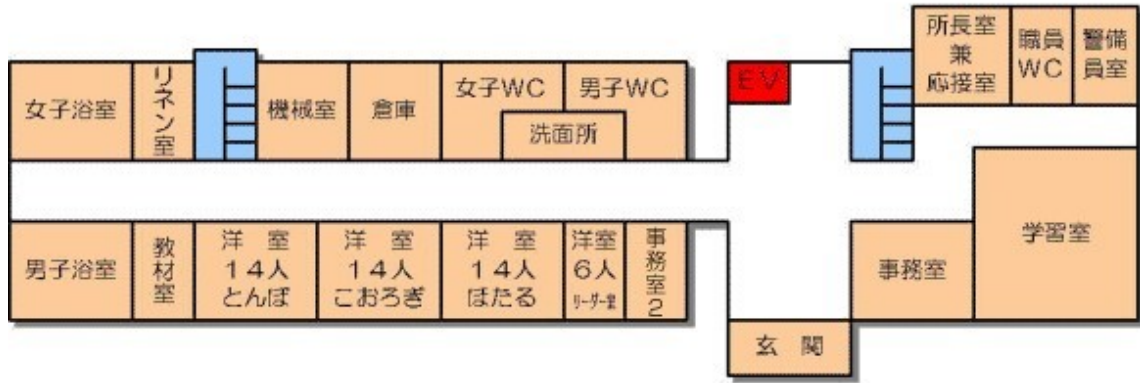 所長室
兼
応接室
職員
WC
警備
員室
女子浴室
リネン室
機械室
倉庫
女子WC
男子WC
洗面所
EV
男子浴室
教材室
洋 室
14人
とんぼ
洋 室
14人
こおろぎ
洋 室
14人
ほたる
洋室
6人
リーダー室
事務室2
事務室
学習室
玄 関